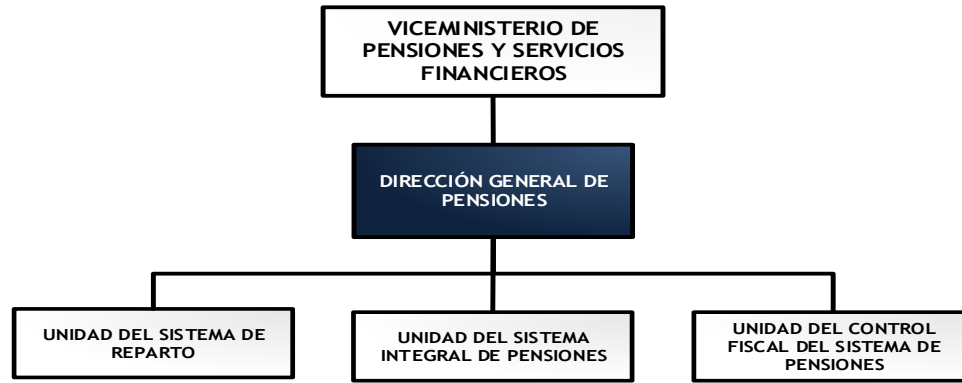 VICEMINISTERIO DE
PENSIONES Y SERVICIOS
FINANCIEROS
DIRECCIÓN GENERAL DE
PENSIONES
UNIDAD DEL SISTEMA DE
REPARTO
UNIDAD DEL SISTEMA
INTEGRAL DE PENSIONES
UNIDAD DEL CONTROL
FISCAL DEL SISTEMA DE
PENSIONES